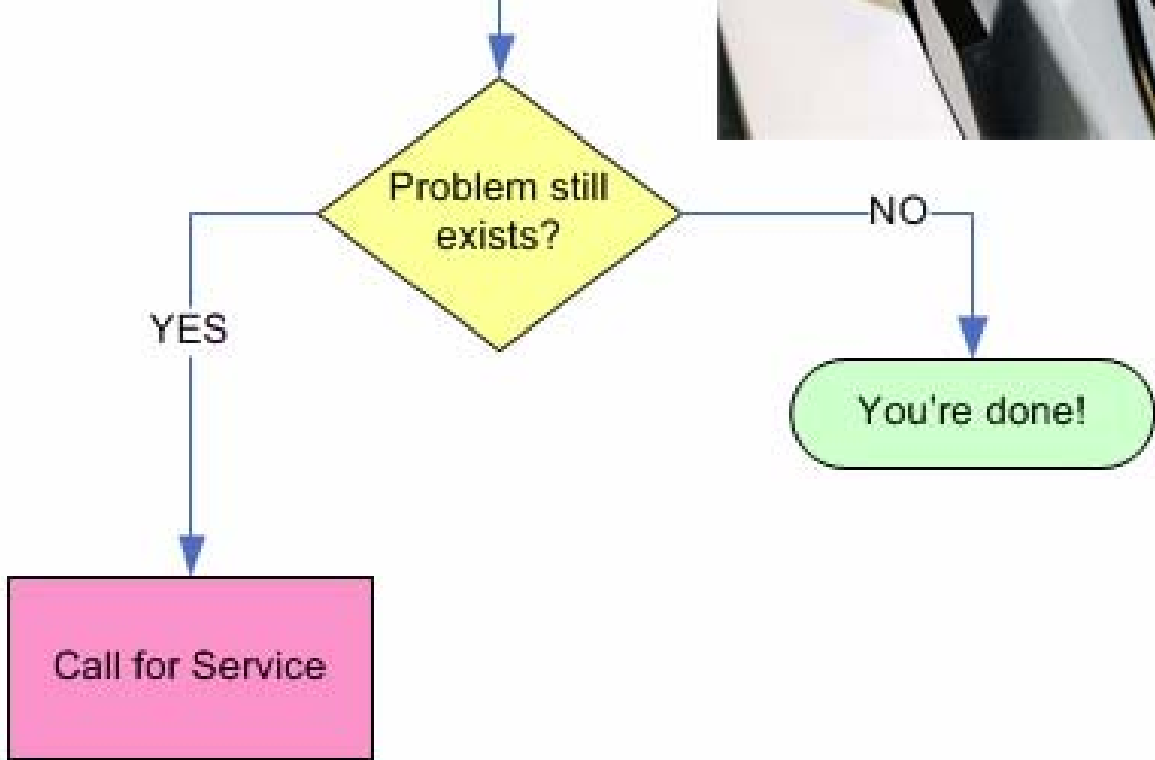 Problem still
exists?
NO
YES
You're done!
Call for Service